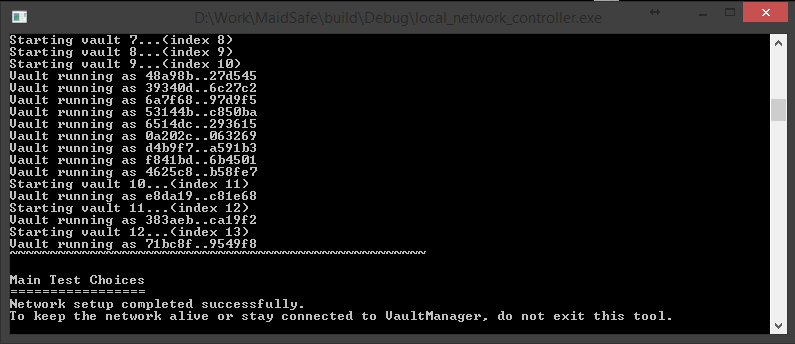 D:\Work\MaidSafe\build\Debug\local_network_controller.exe
Starting vault 7...(index 8)
Starting vault 8...(index 9)
Starting vault 9...(index 10)
Vault running as 48a98b..27d545
Vault running as 39340d..6c27c2
Vault running as 6a7f68..97d9f5
Vault running as 53144b..c850ba
Vault running as 6514dc..293615
Vault running as 0a202c..063269
Vault running as d4b9f7..a591b3
Vault running as f841bd..6b4501
Vault running as 4625c8..b58fe7
Starting vault 10...(index 11)
Vault running as e8da19..c81e68
Starting vault 11...(index 12)
Vault running as 383aeb..ca19f2
Starting vault 12...(index 13)
Vault running as 71bc8f..9549f8
~~~~~~~~~~~~~~~~~~~~~~~~~~~~~~~~~~~~~~~~~~~~~~~~~~~~
Main Test Choices
=================
Network setup completed successfully.
To keep the network alive or stay connected to VaultManager, do not exit this tool.